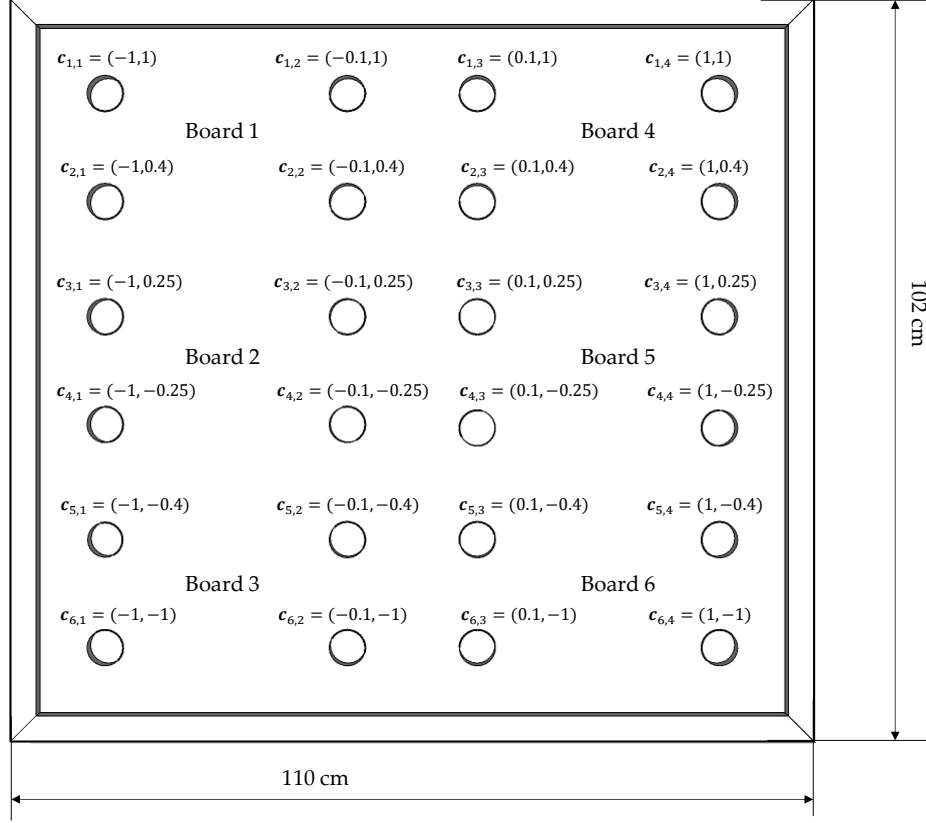 c1,1 = (−1,1) c1,2 = (−0.1,1) c1,3 = (0.1,1) c1,4 = (1,1)
Board 1 Board 4
c2,1 = (−1,0.4) c2,2 = (−0.1,0.4) c2,3 = (0.1,0.4) c2,4 = (1,0.4)
c3,1 = (−1,0.25) c3,2 = (−0.1,0.25) c3,3 = (0.1,0.25) c3,4 = (1,0.25)
102 cm
Board 2 Board 5
c4,1 = (−1,−0.25) c4,2 = (−0.1,−0.25) c4,3 = (0.1,−0.25) c4,4 = (1,−0.25)
c5,1 = (−1,−0.4) c5,2 = (−0.1,−0.4) c5,3 = (0.1,−0.4) c5,4 = (1,−0.4)
Board 3 Board 6
c6,1 = (−1,−1) c6,2 = (−0.1,−1) c6,3 = (0.1,−1) c6,4 = (1,−1)
110 cm